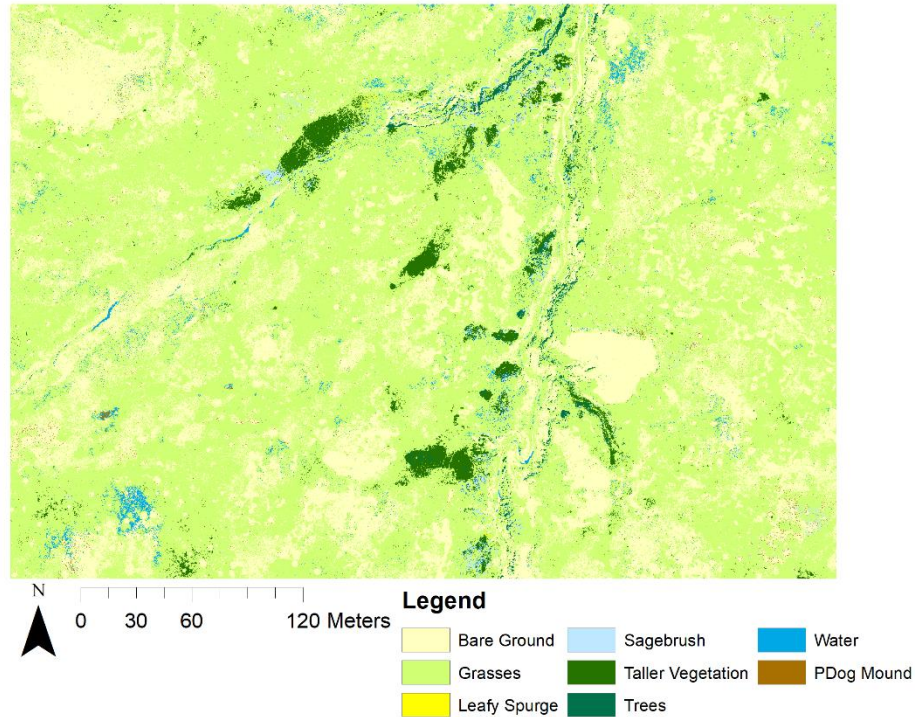 N
0 30 60 120 Meters
Legend
Bare Ground Sagebrush Water
Grasses Taller Vegetation PDog Mound
Leafy Spurge Trees